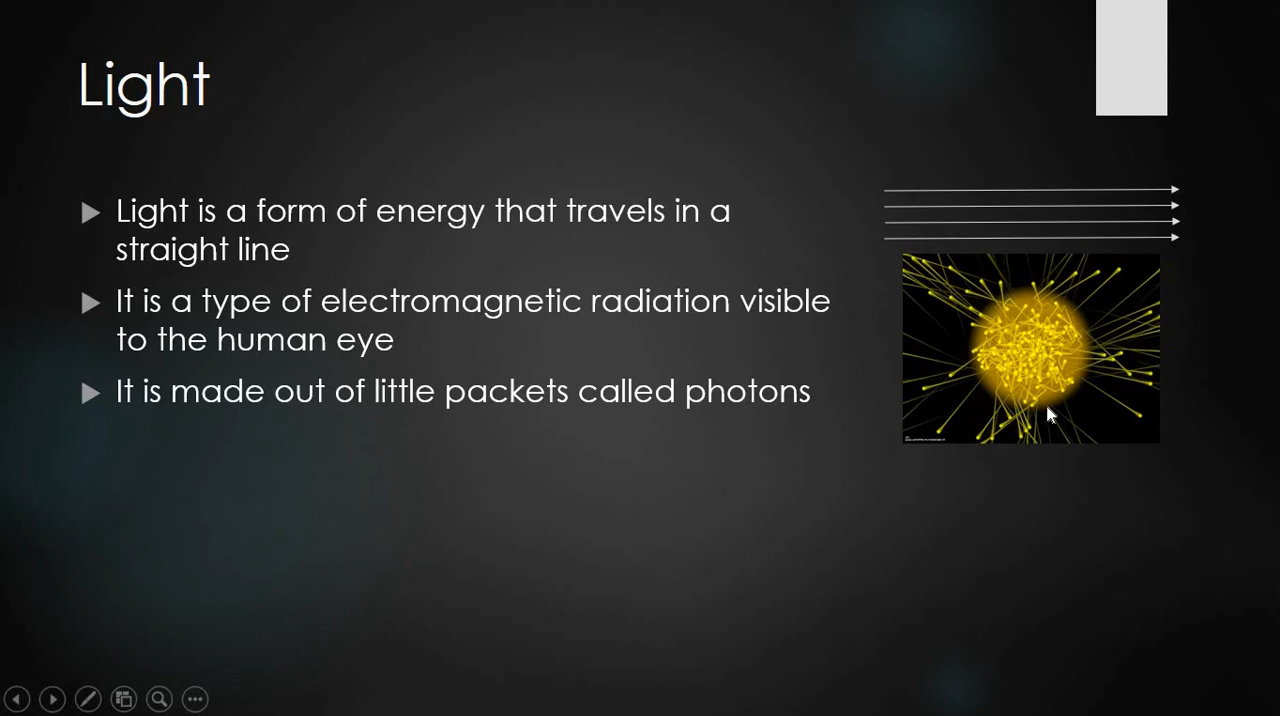 Light
Light is a form of energy that travels in a
straight line
It is a type of electromagnetic radiation visible
to the human eye
It is made out of little packets called photons